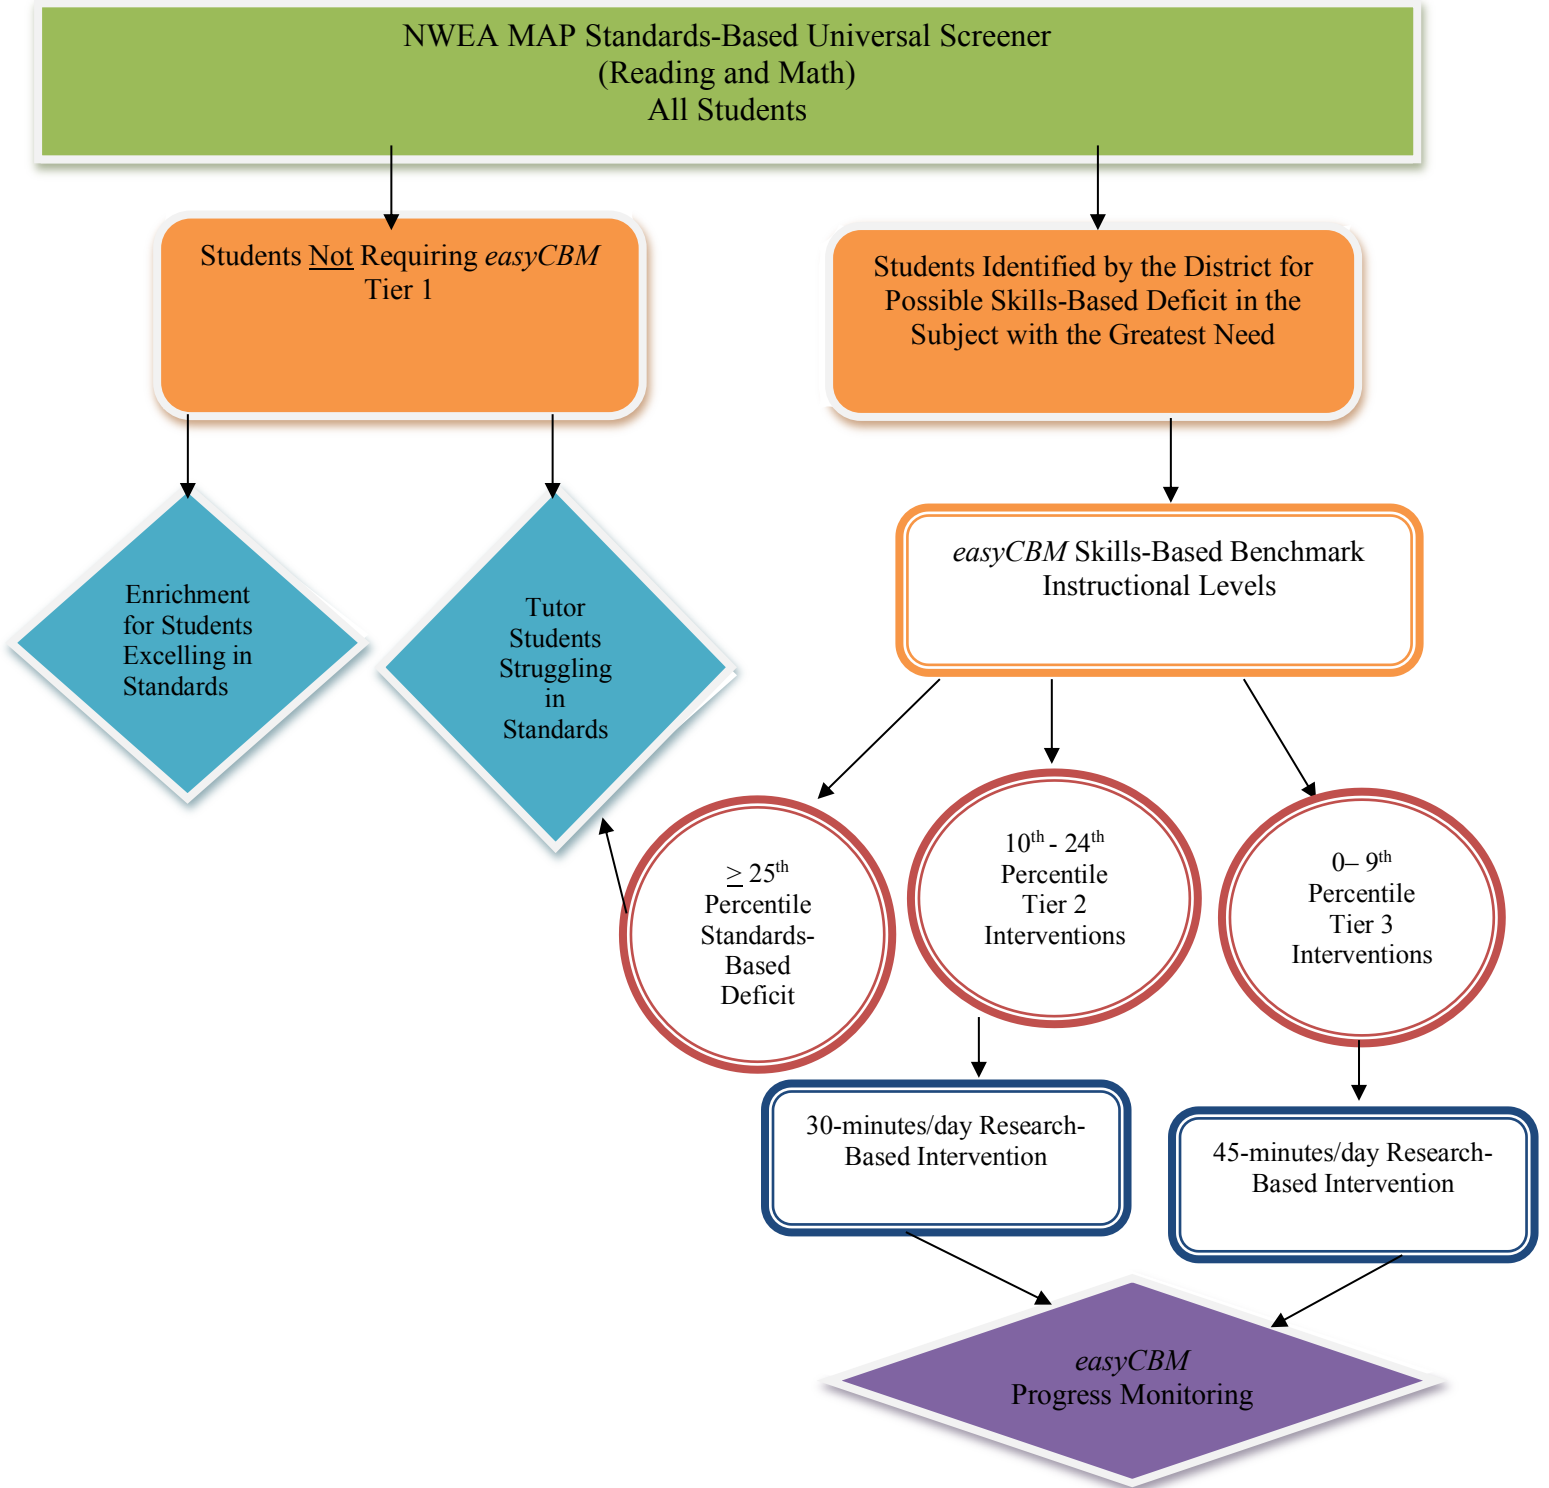 NWEA MAP Standards-Based Universal Screener
(Reading and Math)
All Students
Students Not Requiring easyCBM
Tier 1
Students Identified by the District for
Possible Skills-Based Deficit in the
Subject with the Greatest Need
Enrichment
for Students
Excelling in
Standards
Tutor
Students
Struggling
in
Standards
easyCBM Skills-Based Benchmark
Instructional Levels
≥ 25th
Percentile
Standards-
Based
Deficit
10th - 24th
Percentile
Tier 2
Interventions
0– 9th
Percentile
Tier 3
Interventions
30-minutes/day Research-
Based Intervention
45-minutes/day Research-
Based Intervention
easyCBM
Progress Monitoring